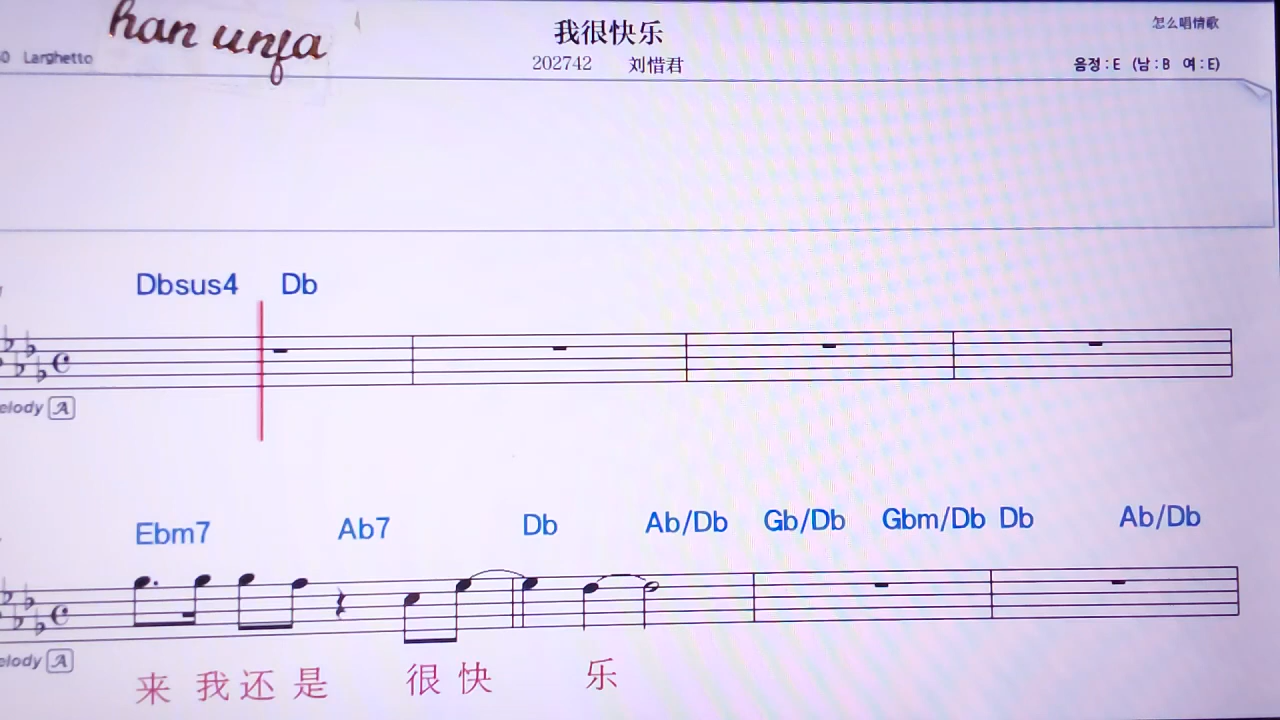 han unja
我很快乐
怎么唱情歌
0 Larghetto
202742 刘惜君
음정:E (남:B 여:E)
Dbsus4 Db
elody A
Ebm7 Ab7 Db Ab/Db Gb/Db Gbm/Db Db Ab/Db
elody A
来 我 还 是 很 快 乐